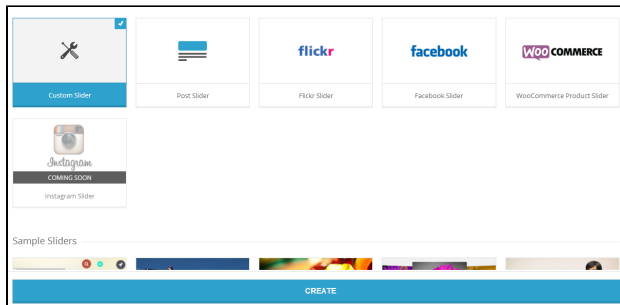 flickr
facebook
WOO COMMERCE
Custom Slider
Post Slider
Flickr Slider
Facebook Slider
WooCommerce Product Slider
Instagram
COMING SOON
Instagram Slider
Sample Sliders
CREATE